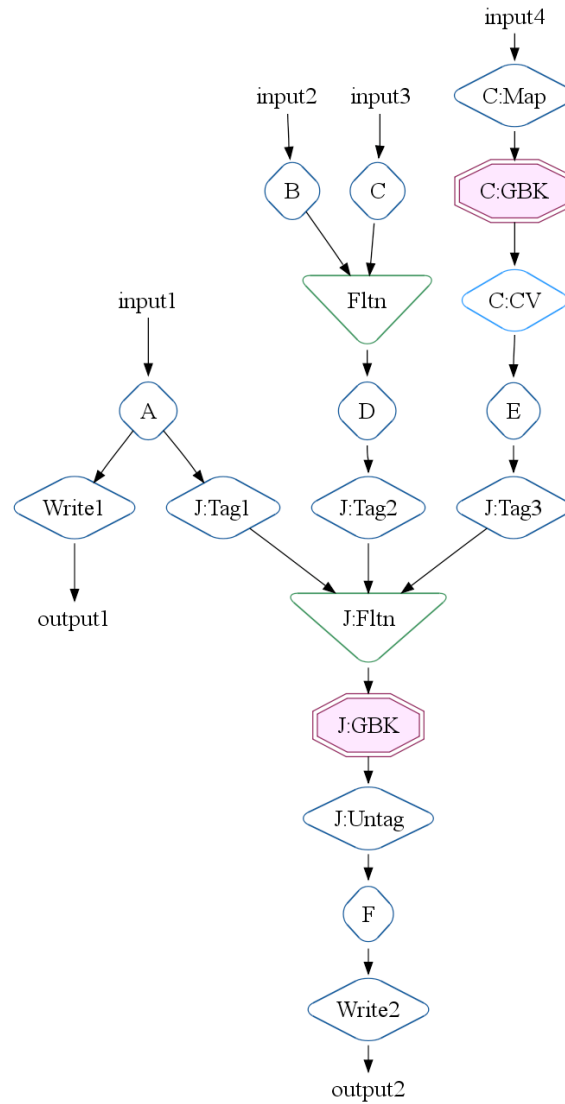 input4
C:Map
input2
input3
B
C
C:GBK
Fltn
C:CV
input1
A
D
E
Write1
J:Tag1
J:Tag2
J:Tag3
output1
J:Fltn
J:GBK
J:Untag
F
Write2
output2